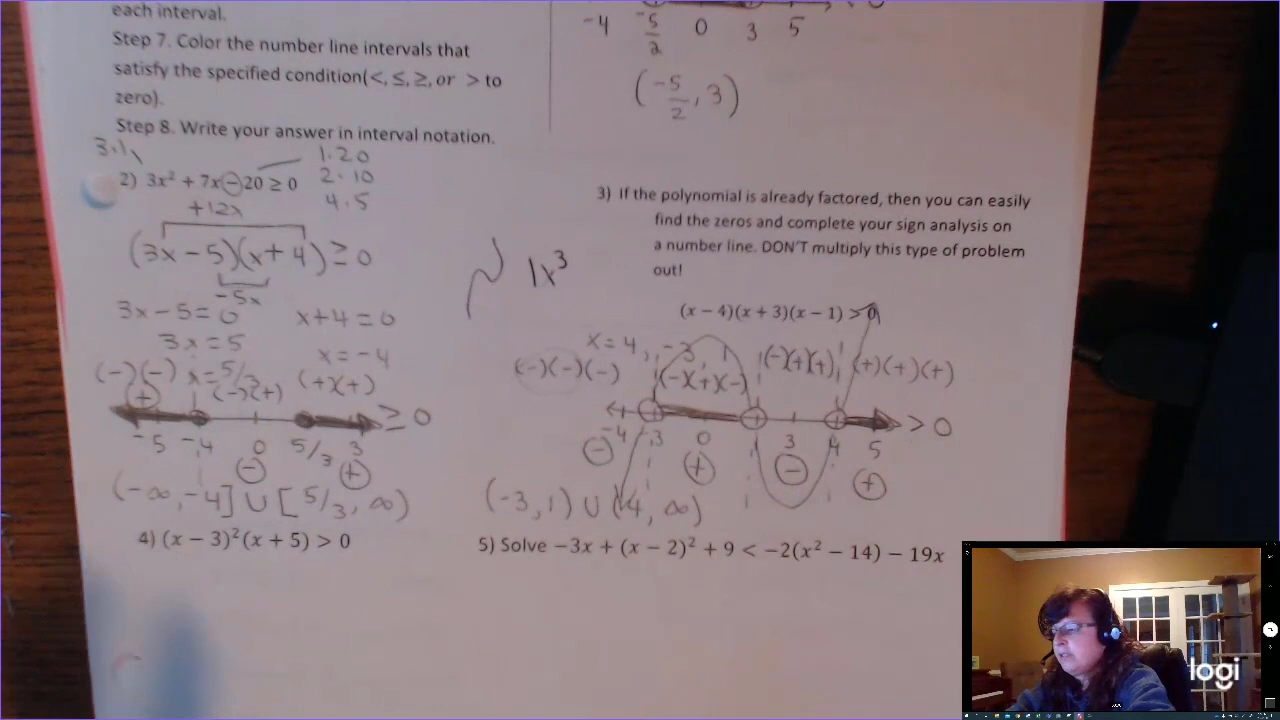 each interval.
Step 7. Color the number line intervals that
satisfy the specified condition(<, ≤, ≥, or > to
zero).
Step 8. Write your answer in interval notation.
-4 -5/2 0 3 5
(-5/2, 3)
3·1
1·20
2) 3x² + 7x − 20 ≥ 0
2·10
+12x
4·5
(3x − 5)(x + 4) ≥ 0
-5x
3x − 5 = 0 x + 4 = 0
3x = 5 x = -4
(-)(-) x = 5/3 (-)(+) (+)(+)
+
≥ 0
-5 -4 0 5/3 3
− +
(-∞, -4] ∪ [5/3, ∞)
1x³
3) If the polynomial is already factored, then you can easily
find the zeros and complete your sign analysis on
a number line. DON'T multiply this type of problem
out!
(x − 4)(x + 3)(x − 1) > 0
x = 4, -3, 1
(-)(-)(-) (-)(+)(-) (-)(+)(+) (+)(+)(+)
> 0
-4 -3 0 3 4 5
− + − +
(-3, 1) ∪ (4, ∞)
4) (x − 3)²(x + 5) > 0
5) Solve −3x + (x − 2)² + 9 < −2(x² − 14) − 19x
logi